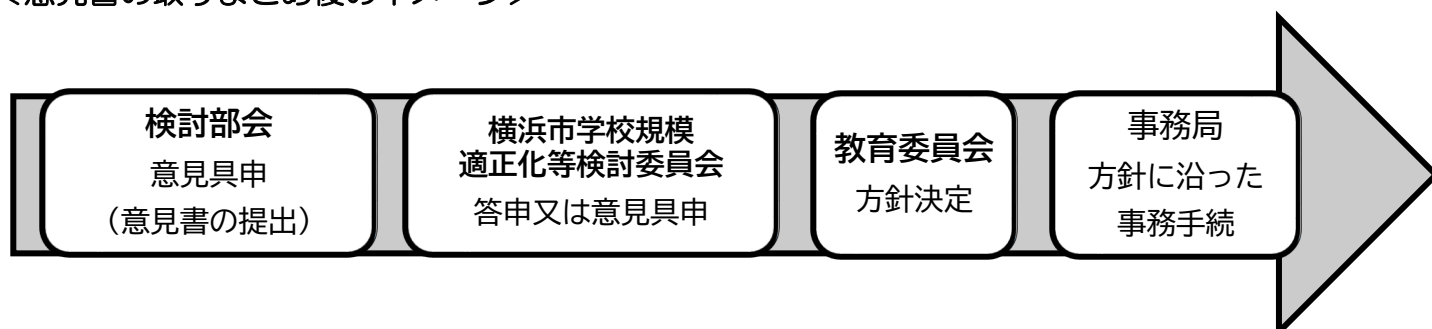 検討部会
意見具申
（意見書の提出）
横浜市学校規模
適正化等検討委員会
答申又は意見具申
教育委員会
方針決定
事務局
方針に沿った
事務手続